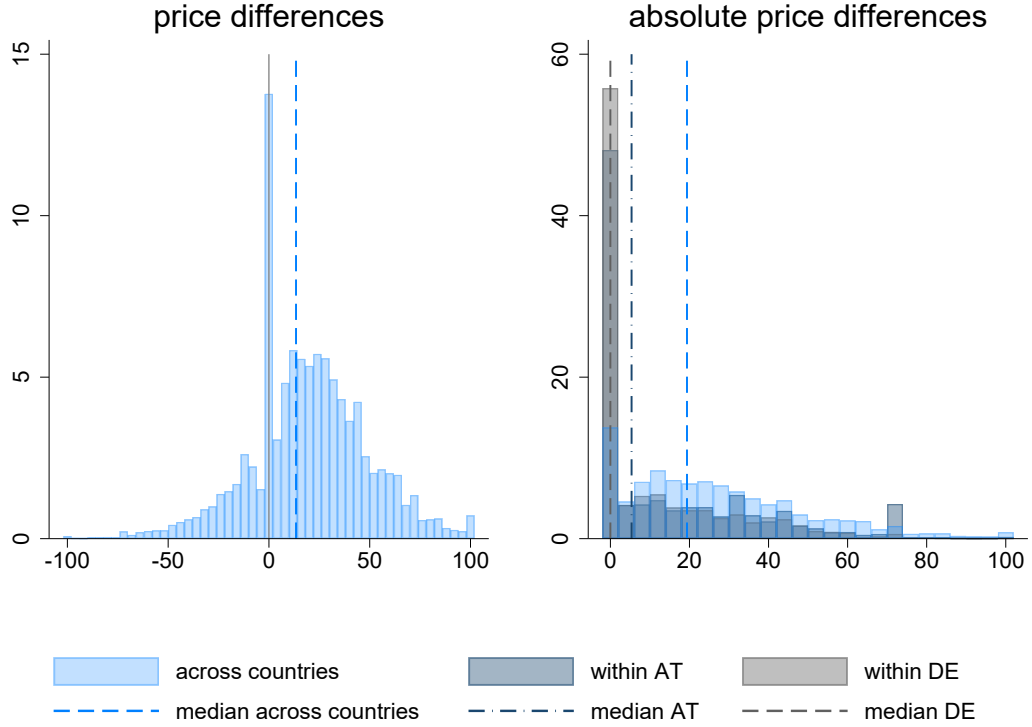 price differences
absolute price differences
15
10
5
0
-100
-50
0
50
100
60
40
20
0
0
20
40
60
80
100
across countries
within AT
within DE
median across countries
median AT
median DE